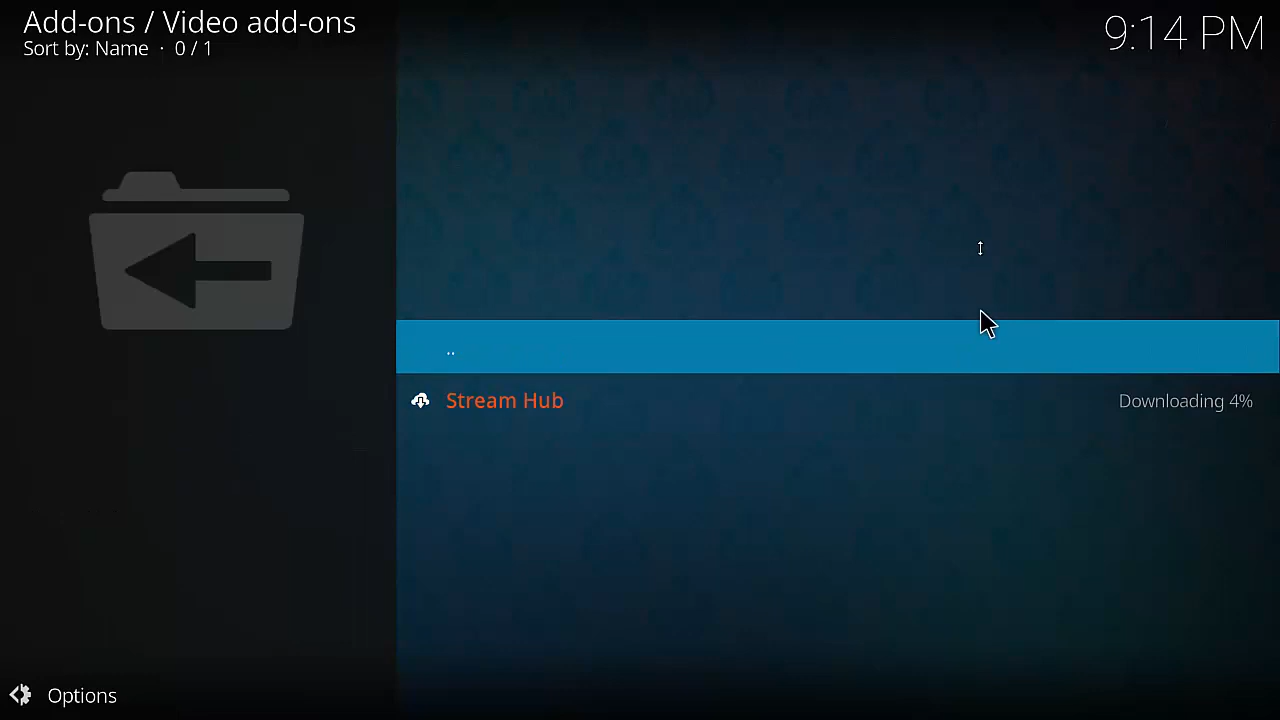 Add-ons / Video add-ons
Sort by: Name · 0 / 1
9:14 PM
..
Stream Hub
Downloading 4%
Options